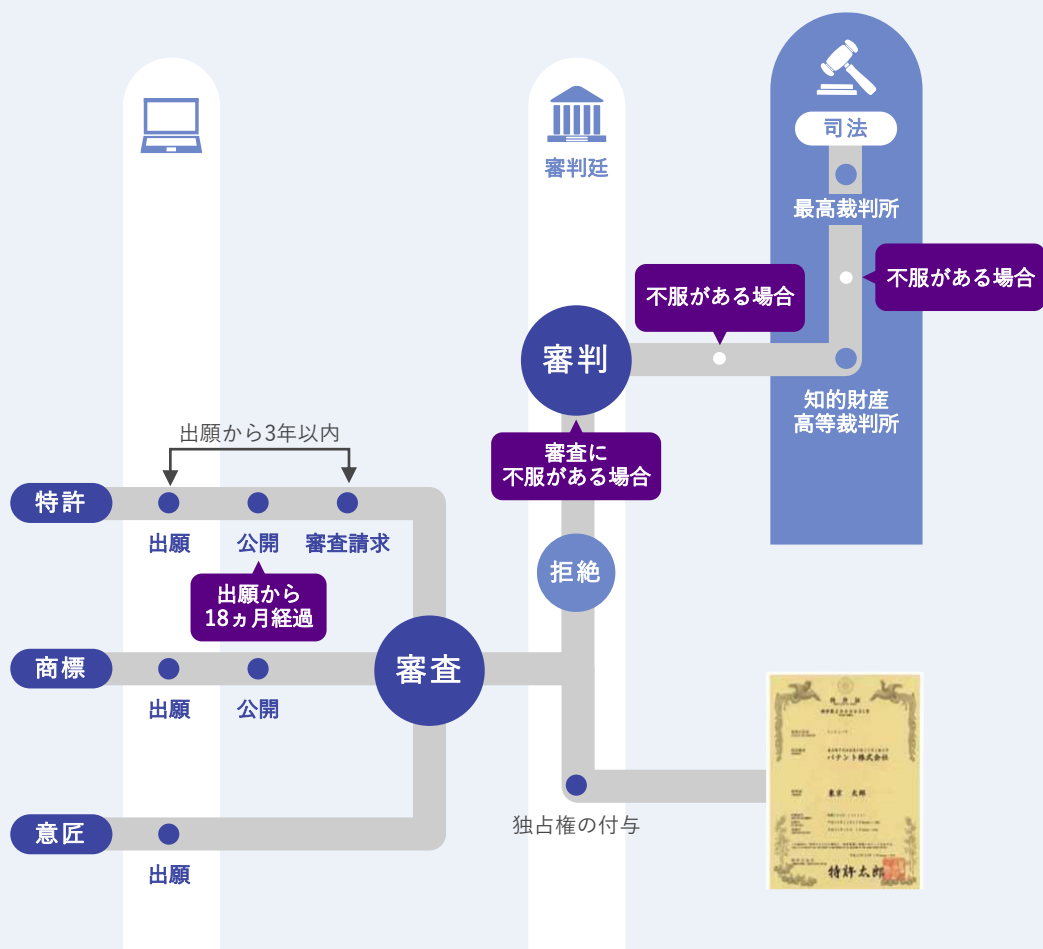 司法
審判廷
最高裁判所
不服がある場合
不服がある場合
審判
知的財産
高等裁判所
審査に
不服がある場合
出願から3年以内
特許
出願
公開
審査請求
拒絶
出願から
18ヵ月経過
商標
審査
出願
公開
意匠
出願
独占権の付与
特許証
パテント株式会社
東京 太郎
特許太郎